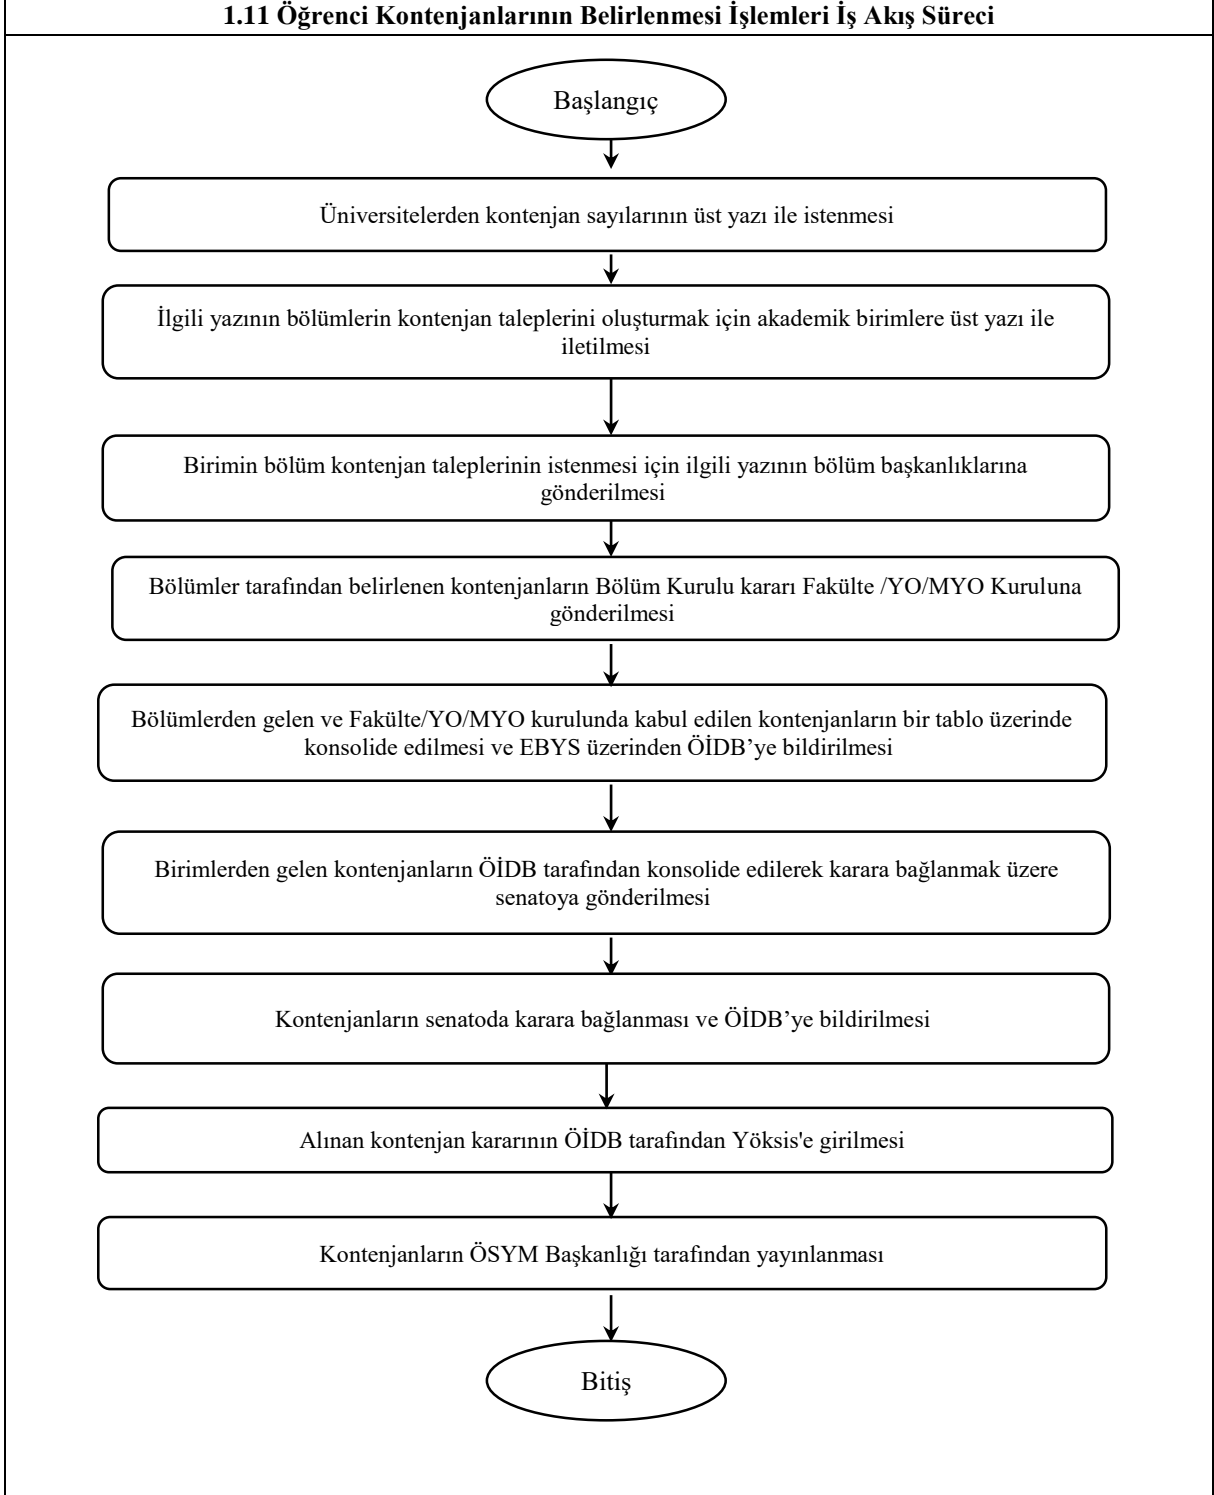 1.11 Öğrenci Kontenjanlarının Belirlenmesi İşlemleri İş Akış Süreci
Başlangıç
Üniversitelerden kontenjan sayılarının üst yazı ile istenmesi
İlgili yazının bölümlerin kontenjan taleplerini oluşturmak için akademik birimlere üst yazı ile
iletilmesi
Birimin bölüm kontenjan taleplerinin istenmesi için ilgili yazının bölüm başkanlıklarına
gönderilmesi
Bölümler tarafından belirlenen kontenjanların Bölüm Kurulu kararı Fakülte /YO/MYO Kuruluna
gönderilmesi
Bölümlerden gelen ve Fakülte/YO/MYO kurulunda kabul edilen kontenjanların bir tablo üzerinde
konsolide edilmesi ve EBYS üzerinden ÖİDB’ye bildirilmesi
Birimlerden gelen kontenjanların ÖİDB tarafından konsolide edilerek karara bağlanmak üzere
senatoya gönderilmesi
Kontenjanların senatoda karara bağlanması ve ÖİDB’ye bildirilmesi
Alınan kontenjan kararının ÖİDB tarafından Yöksis'e girilmesi
Kontenjanların ÖSYM Başkanlığı tarafından yayınlanması
Bitiş